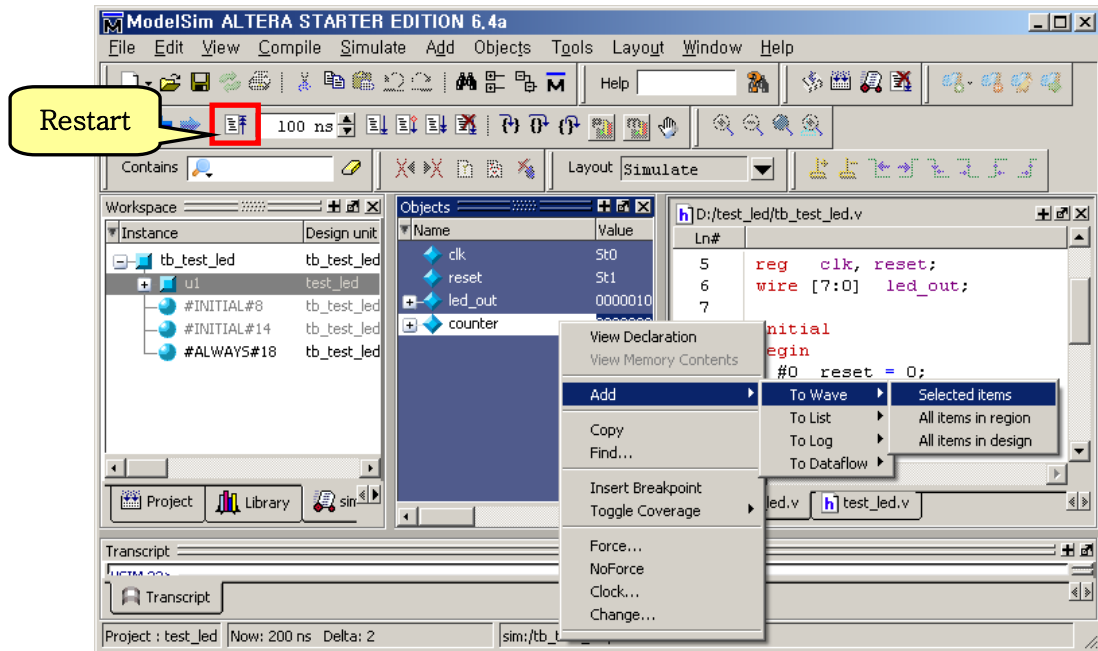 ModelSim ALTERA STARTER EDITION 6.4a
File Edit View Compile Simulate Add Objects Tools Layout Window Help
Help
Restart
100 ns
Contains
Layout Simulate
Workspace
Instance Design unit
tb_test_led tb_test_led
u1 test_led
#INITIAL#8 tb_test_led
#INITIAL#14 tb_test_led
#ALWAYS#18 tb_test_led
Project Library sim
Objects
Name Value
clk St0
reset St1
led_out 0000010
counter
D:/test_led/tb_test_led.v
Ln#
5 reg clk, reset;
6 wire [7:0] led_out;
7
nitial
egin
#0 reset = 0;
led.v test_led.v
View Declaration
View Memory Contents
Add
Copy
Find...
Insert Breakpoint
Toggle Coverage
Force...
NoForce
Clock...
Change...
To Wave
To List
To Log
To Dataflow
Selected items
All items in region
All items in design
Transcript
Transcript
Project : test_led Now: 200 ns Delta: 2 sim:/tb_t